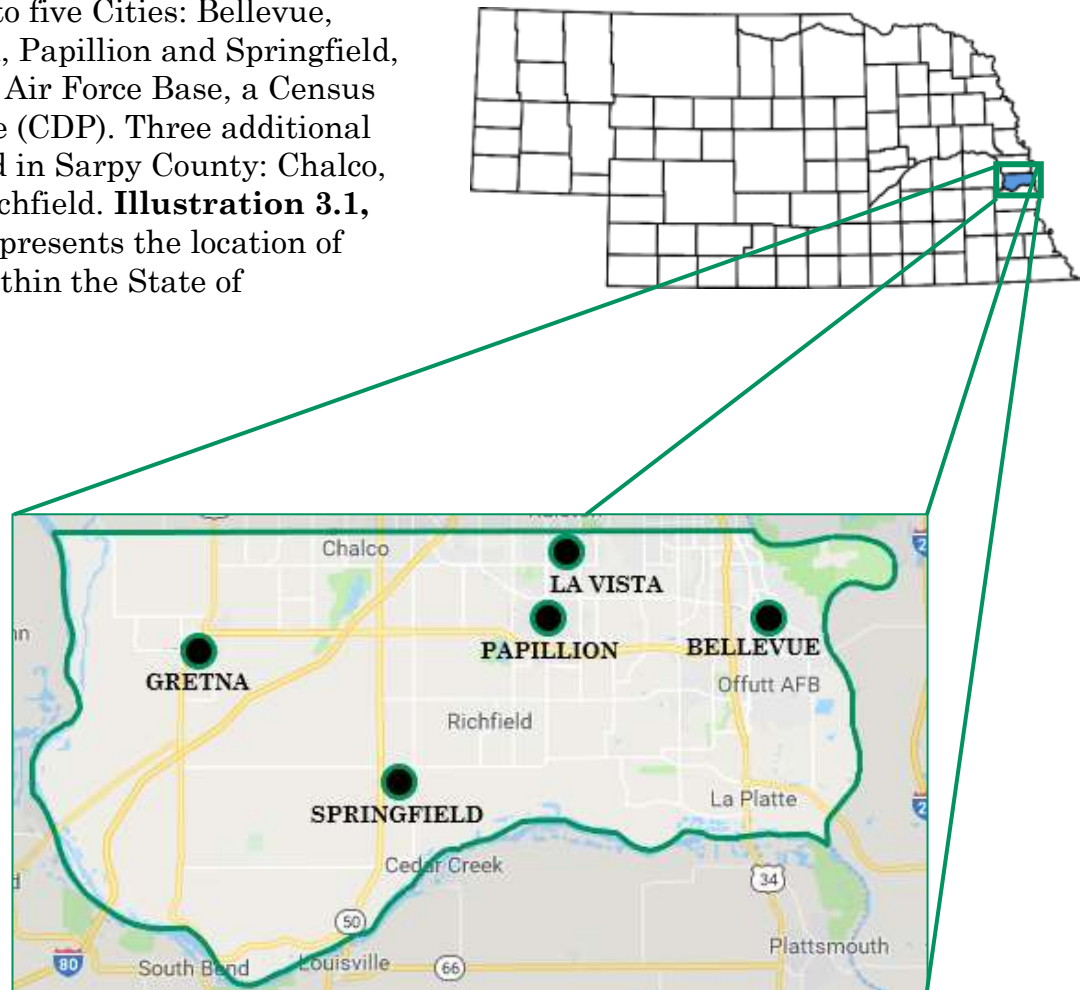 to five Cities: Bellevue,
, Papillion and Springfield,
Air Force Base, a Census
e (CDP). Three additional
d in Sarpy County: Chalco,
chfield. Illustration 3.1,
presents the location of
thin the State of
Chalco
LA VISTA
PAPILLION
BELLEVUE
GRETNA
Offutt AFB
Richfield
La Platte
SPRINGFIELD
Cedar Creek
34
50
Plattsmouth
80
South Bend
Louisville
66